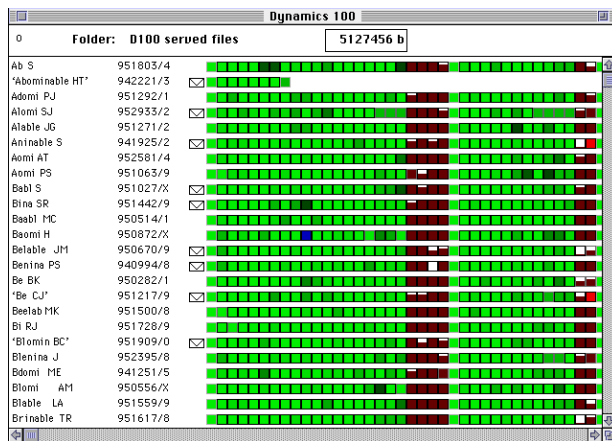 Dynamics 100
0 Folder: D100 served files 5127456 b
Ab S 951803/4
'Abominable HT' 942221/3
Adomi PJ 951292/1
Alomi SJ 952933/2
Alable JG 951271/2
Aninable S 941925/2
Aomi AT 952581/4
Aomi PS 951063/9
Babl S 951027/X
Bina SR 951442/9
Baabl MC 950514/1
Baomi H 950872/X
Belable JM 950670/9
Benina PS 940994/8
Be BK 950282/1
'Be CJ' 951217/9
Beelab MK 951500/8
Bi RJ 951728/9
'Blomin BC' 951909/0
Blenina J 952395/8
Bdomi ME 941251/5
Blomi AM 950556/X
Blable LA 951559/9
Brinable TR 951617/8